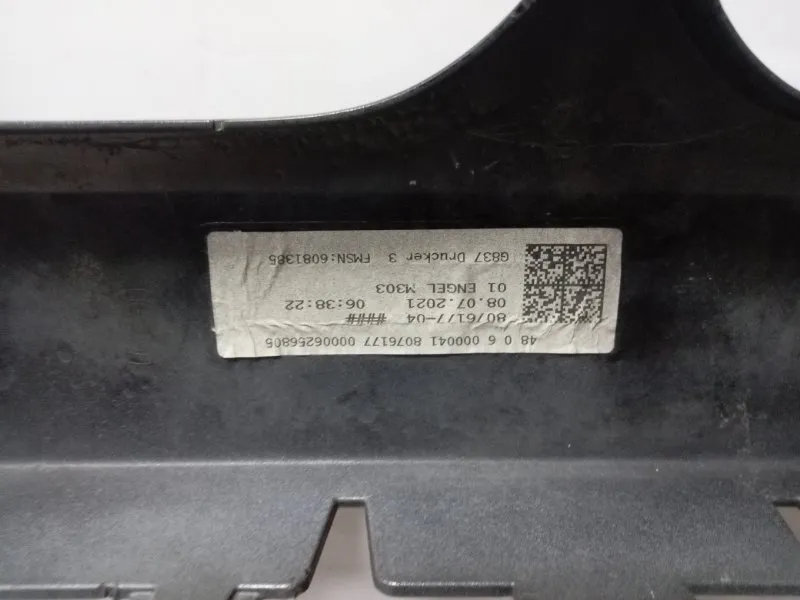 48 0 6 000041 8076177 00006256805
8076177-04 ####
08.07.2021 06:38:22
01 ENGEL M303
G837 Drucker 3 FMSN:6081385